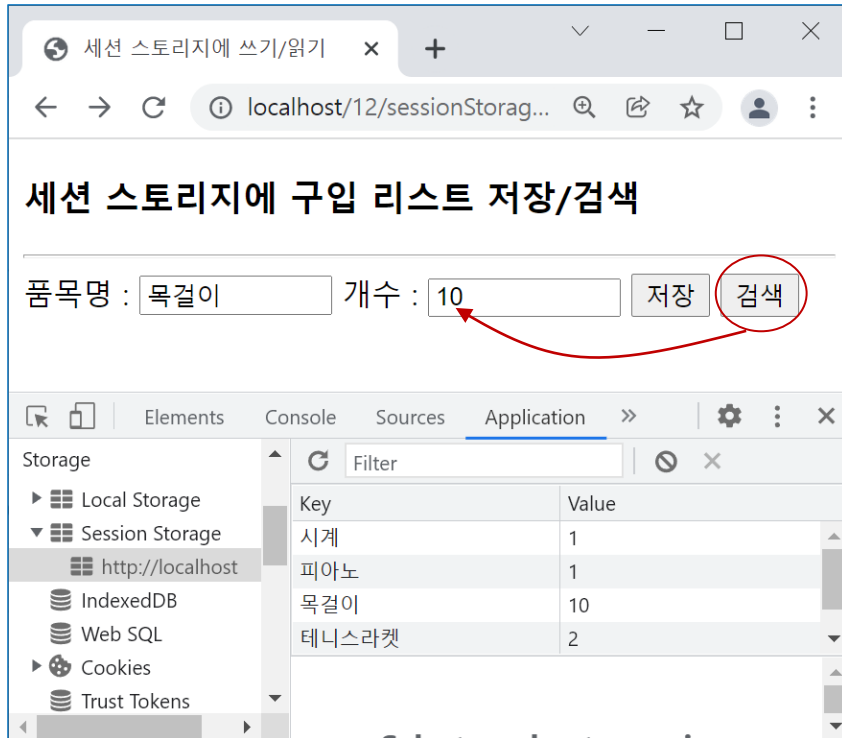 세션 스토리지에 쓰기/읽기
localhost/12/sessionStorag...
세션 스토리지에 구입 리스트 저장/검색
품목명 : 목걸이 개수 : 10 저장 검색
Elements Console Sources Application
Storage Filter
Local Storage Key Value
Session Storage 시계 1
http://localhost 피아노 1
IndexedDB 목걸이 10
Web SQL 테니스라켓 2
Cookies
Trust Tokens